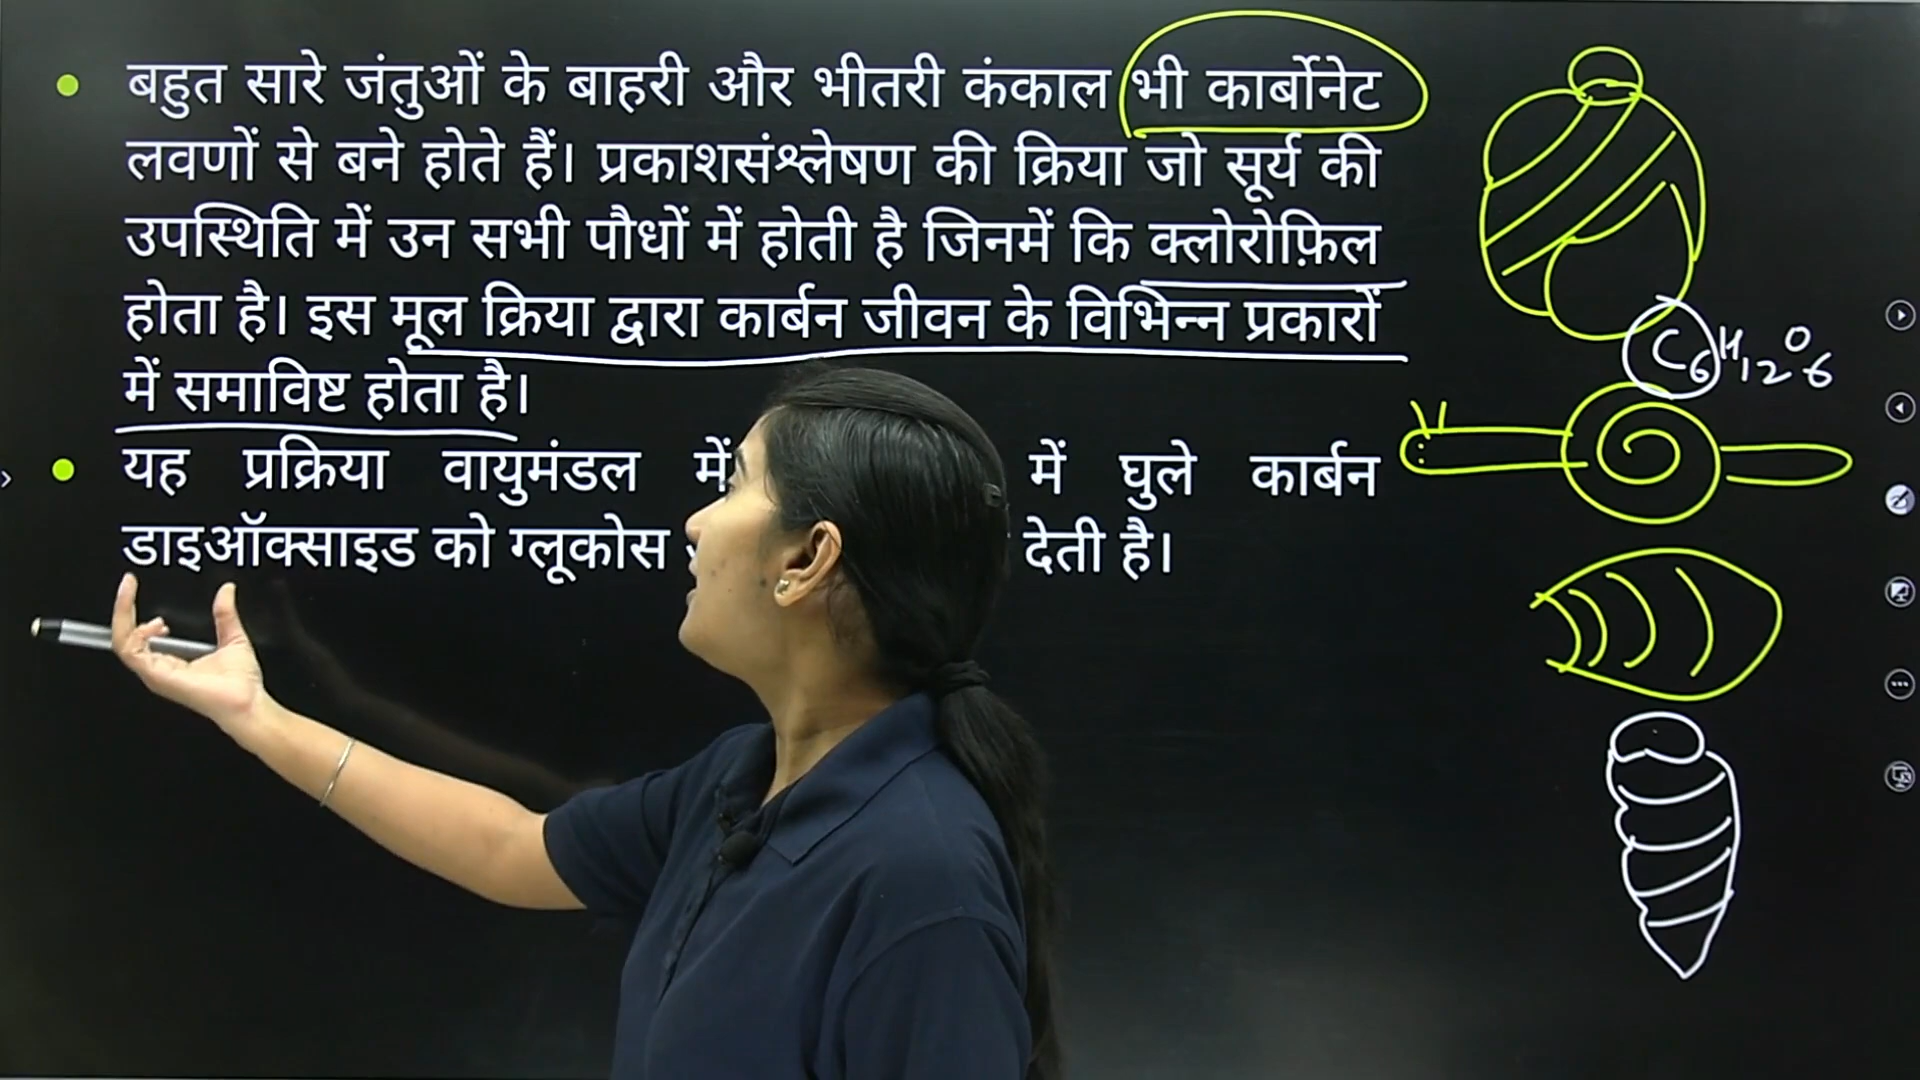 बहुत सारे जंतुओं के बाहरी और भीतरी कंकाल भी कार्बोनेट
लवणों से बने होते हैं। प्रकाशसंश्लेषण की क्रिया जो सूर्य की
उपस्थिति में उन सभी पौधों में होती है जिनमें कि क्लोरोफ़िल
होता है। इस मूल क्रिया द्वारा कार्बन जीवन के विभिन्न प्रकारों
में समाविष्ट होता है।
यह प्रक्रिया वायुमंडल में में घुले कार्बन
डाइऑक्साइड को ग्लूकोस देती है।
C6H12O6